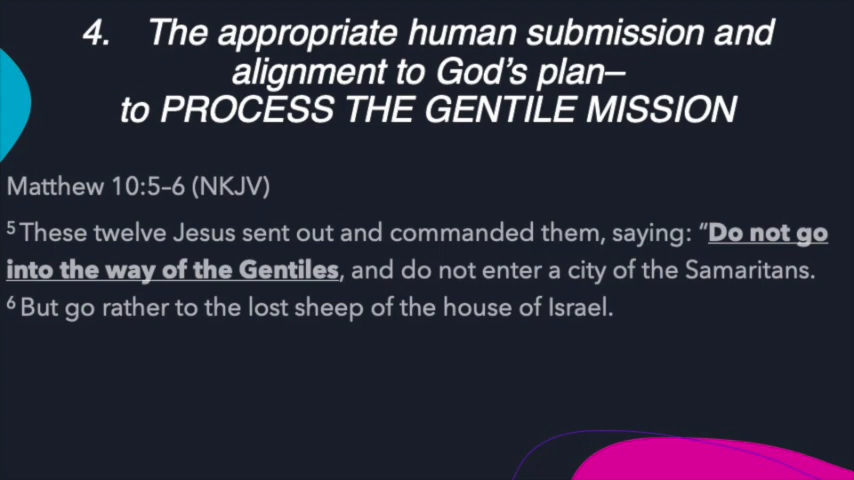 4. The appropriate human submission and
alignment to God's plan–
to PROCESS THE GENTILE MISSION
Matthew 10:5–6 (NKJV)
5 These twelve Jesus sent out and commanded them, saying: “Do not go
into the way of the Gentiles, and do not enter a city of the Samaritans.
6 But go rather to the lost sheep of the house of Israel.